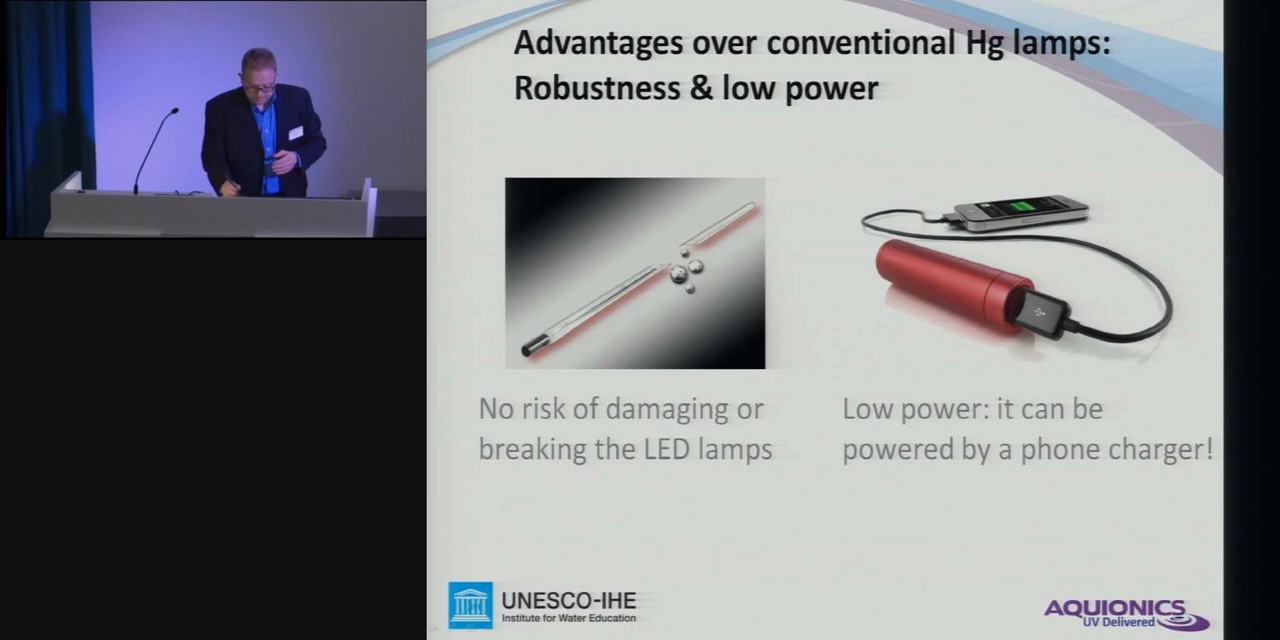 Advantages over conventional Hg lamps:
Robustness & low power
No risk of damaging or
breaking the LED lamps
Low power: it can be
powered by a phone charger!
UNESCO-IHE
Institute for Water Education
AQUIONICS
UV Delivered